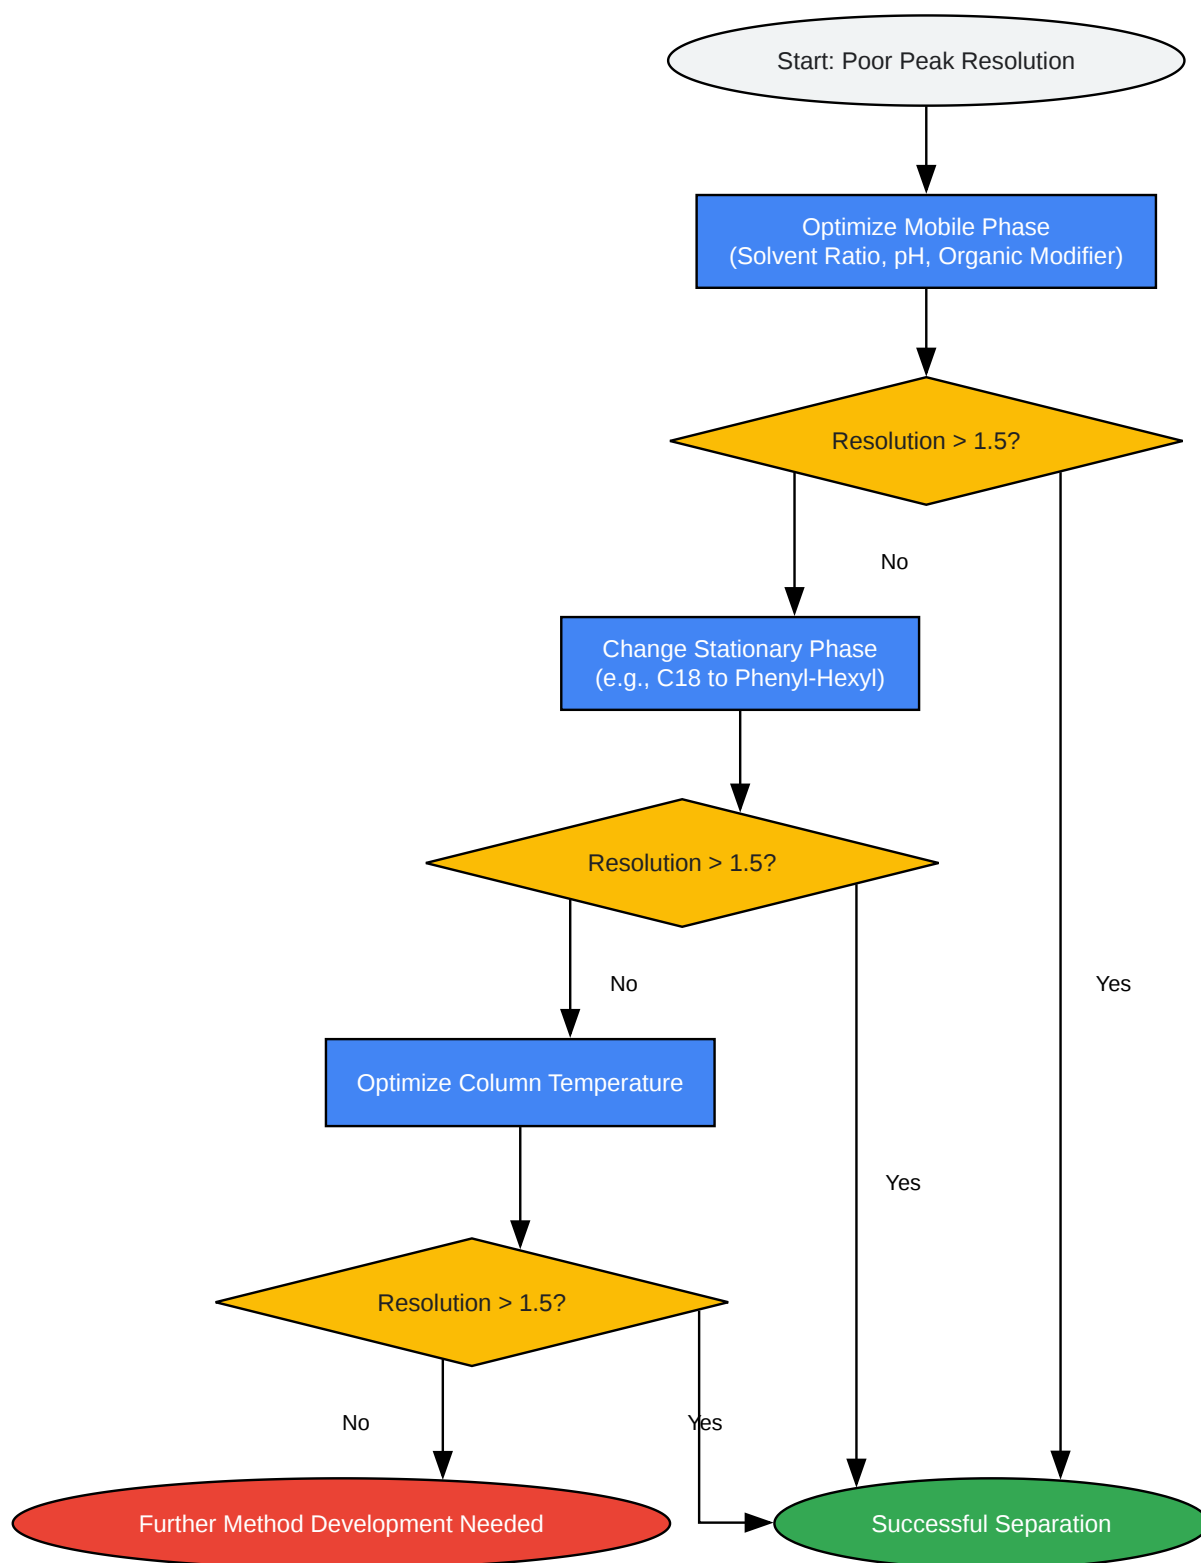 Start: Poor Peak Resolution
Optimize Mobile Phase
(Solvent Ratio, pH, Organic Modifier)
Resolution > 1.5?
No
Change Stationary Phase
(e.g., C18 to Phenyl-Hexyl)
Resolution > 1.5?
No
Yes
Optimize Column Temperature
Yes
Resolution > 1.5?
No
Yes
Further Method Development Needed
Successful Separation